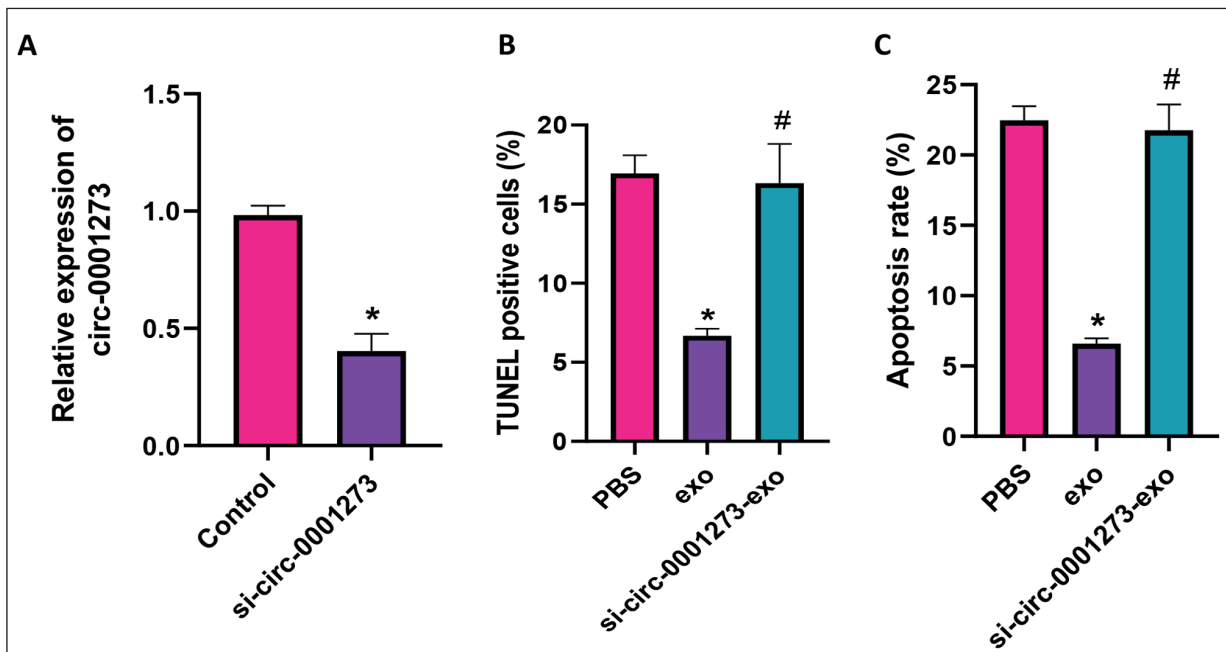 A
Relative expression of
circ-0001273
1.5
1.0
0.5
0.0
*
Control
si-circ-0001273
B
TUNEL positive cells (%)
20
15
10
5
0
*
#
PBS
exo
si-circ-0001273-exo
C
Apoptosis rate (%)
25
20
15
10
5
0
*
#
PBS
exo
si-circ-0001273-exo